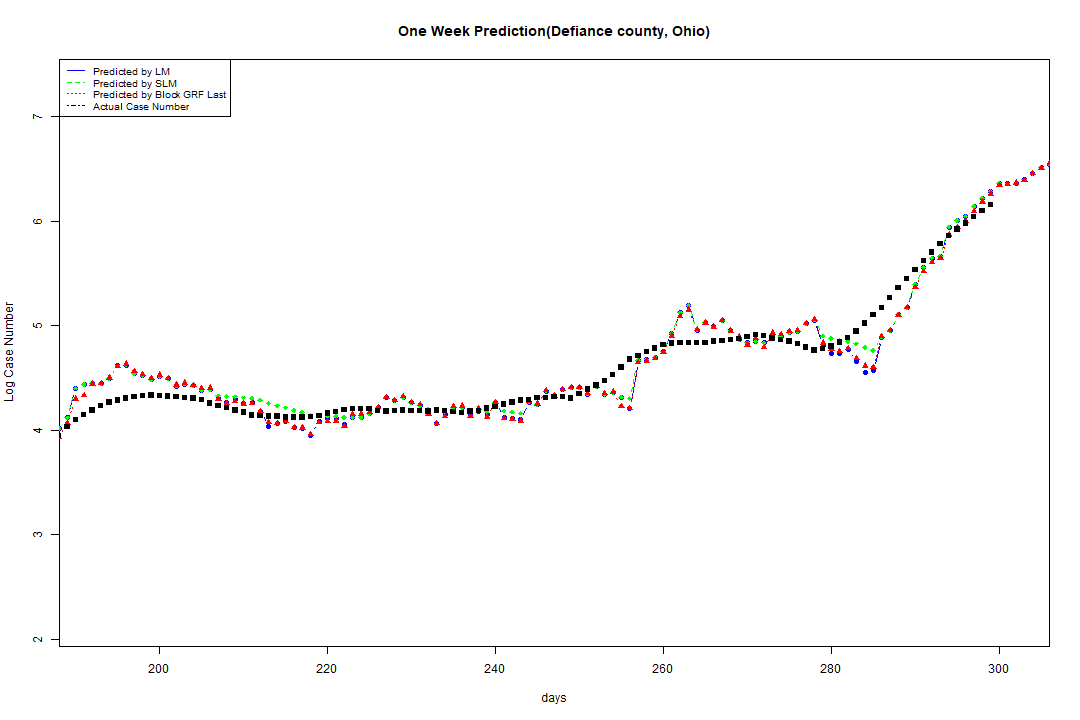 One Week Prediction(Defiance county, Ohio)
Predicted by LM
Predicted by SLM
Predicted by Block GRF Last
Actual Case Number
7
6
5
4
3
2
Log Case Number
200
220
240
260
280
300
days